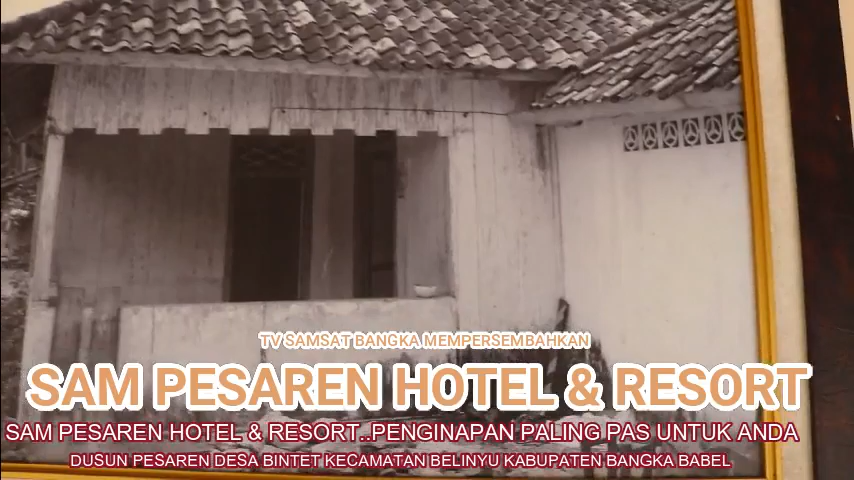 TV SAMSAT BANGKA MEMPERSEMBAHKAN
SAM PESAREN HOTEL & RESORT
SAM PESAREN HOTEL & RESORT..PENGINAPAN PALING PAS UNTUK ANDA
DUSUN PESAREN DESA BINTET KECAMATAN BELINYU KABUPATEN BANGKA BABEL